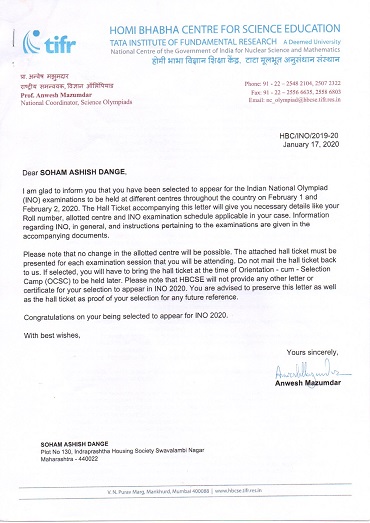 tifr
HOMI BHABHA CENTRE FOR SCIENCE EDUCATION
TATA INSTITUTE OF FUNDAMENTAL RESEARCH A Deemed University
National Centre of the Government of India for Nuclear Science and Mathematics
होमी भाभा विज्ञान शिक्षा केंद्र, टाटा मूलभूत अनुसंधान संस्थान
प्रा. अन्वेष मझुमदार
राष्ट्रीय समन्वयक, विज्ञान ऑलिंपियाड
Prof. Anwesh Mazumdar
National Coordinator, Science Olympiads
Phone: 91 - 22 - 2548 2104, 2507 2322
Fax: 91 - 22 - 2556 6635, 2558 6803
Email: nc_olympiad@hbcse.tifr.res.in
HBC/INO/2019-20
January 17, 2020
Dear SOHAM ASHISH DANGE,
I am glad to inform you that you have been selected to appear for the Indian National Olympiad
(INO) examinations to be held at different centres throughout the country on February 1 and
February 2, 2020. The Hall Ticket accompanying this letter will give you necessary details like your
Roll number, allotted centre and INO examination schedule applicable in your case. Information
regarding INO, in general, and instructions pertaining to the examinations are given in the
accompanying documents.
Please note that no change in the allotted centre will be possible. The attached hall ticket must be
presented for each examination session that you will be attending. Do not mail the hall ticket back
to us. If selected, you will have to bring the hall ticket at the time of Orientation - cum - Selection
Camp (OCSC) to be held later. Please note that HBCSE will not provide any other letter or
certificate for your selection to appear in INO 2020. You are advised to preserve this letter as well
as the hall ticket as proof of your selection for any future reference.
Congratulations on your being selected to appear for INO 2020.
With best wishes,
Yours sincerely,
Anwesh Mazumdar
SOHAM ASHISH DANGE
Plot No 130, Indraprashtha Housing Society Swavalambi Nagar
Maharashtra - 440022
V. N. Purav Marg, Mankhurd, Mumbai 400088 | www.hbcse.tifr.res.in